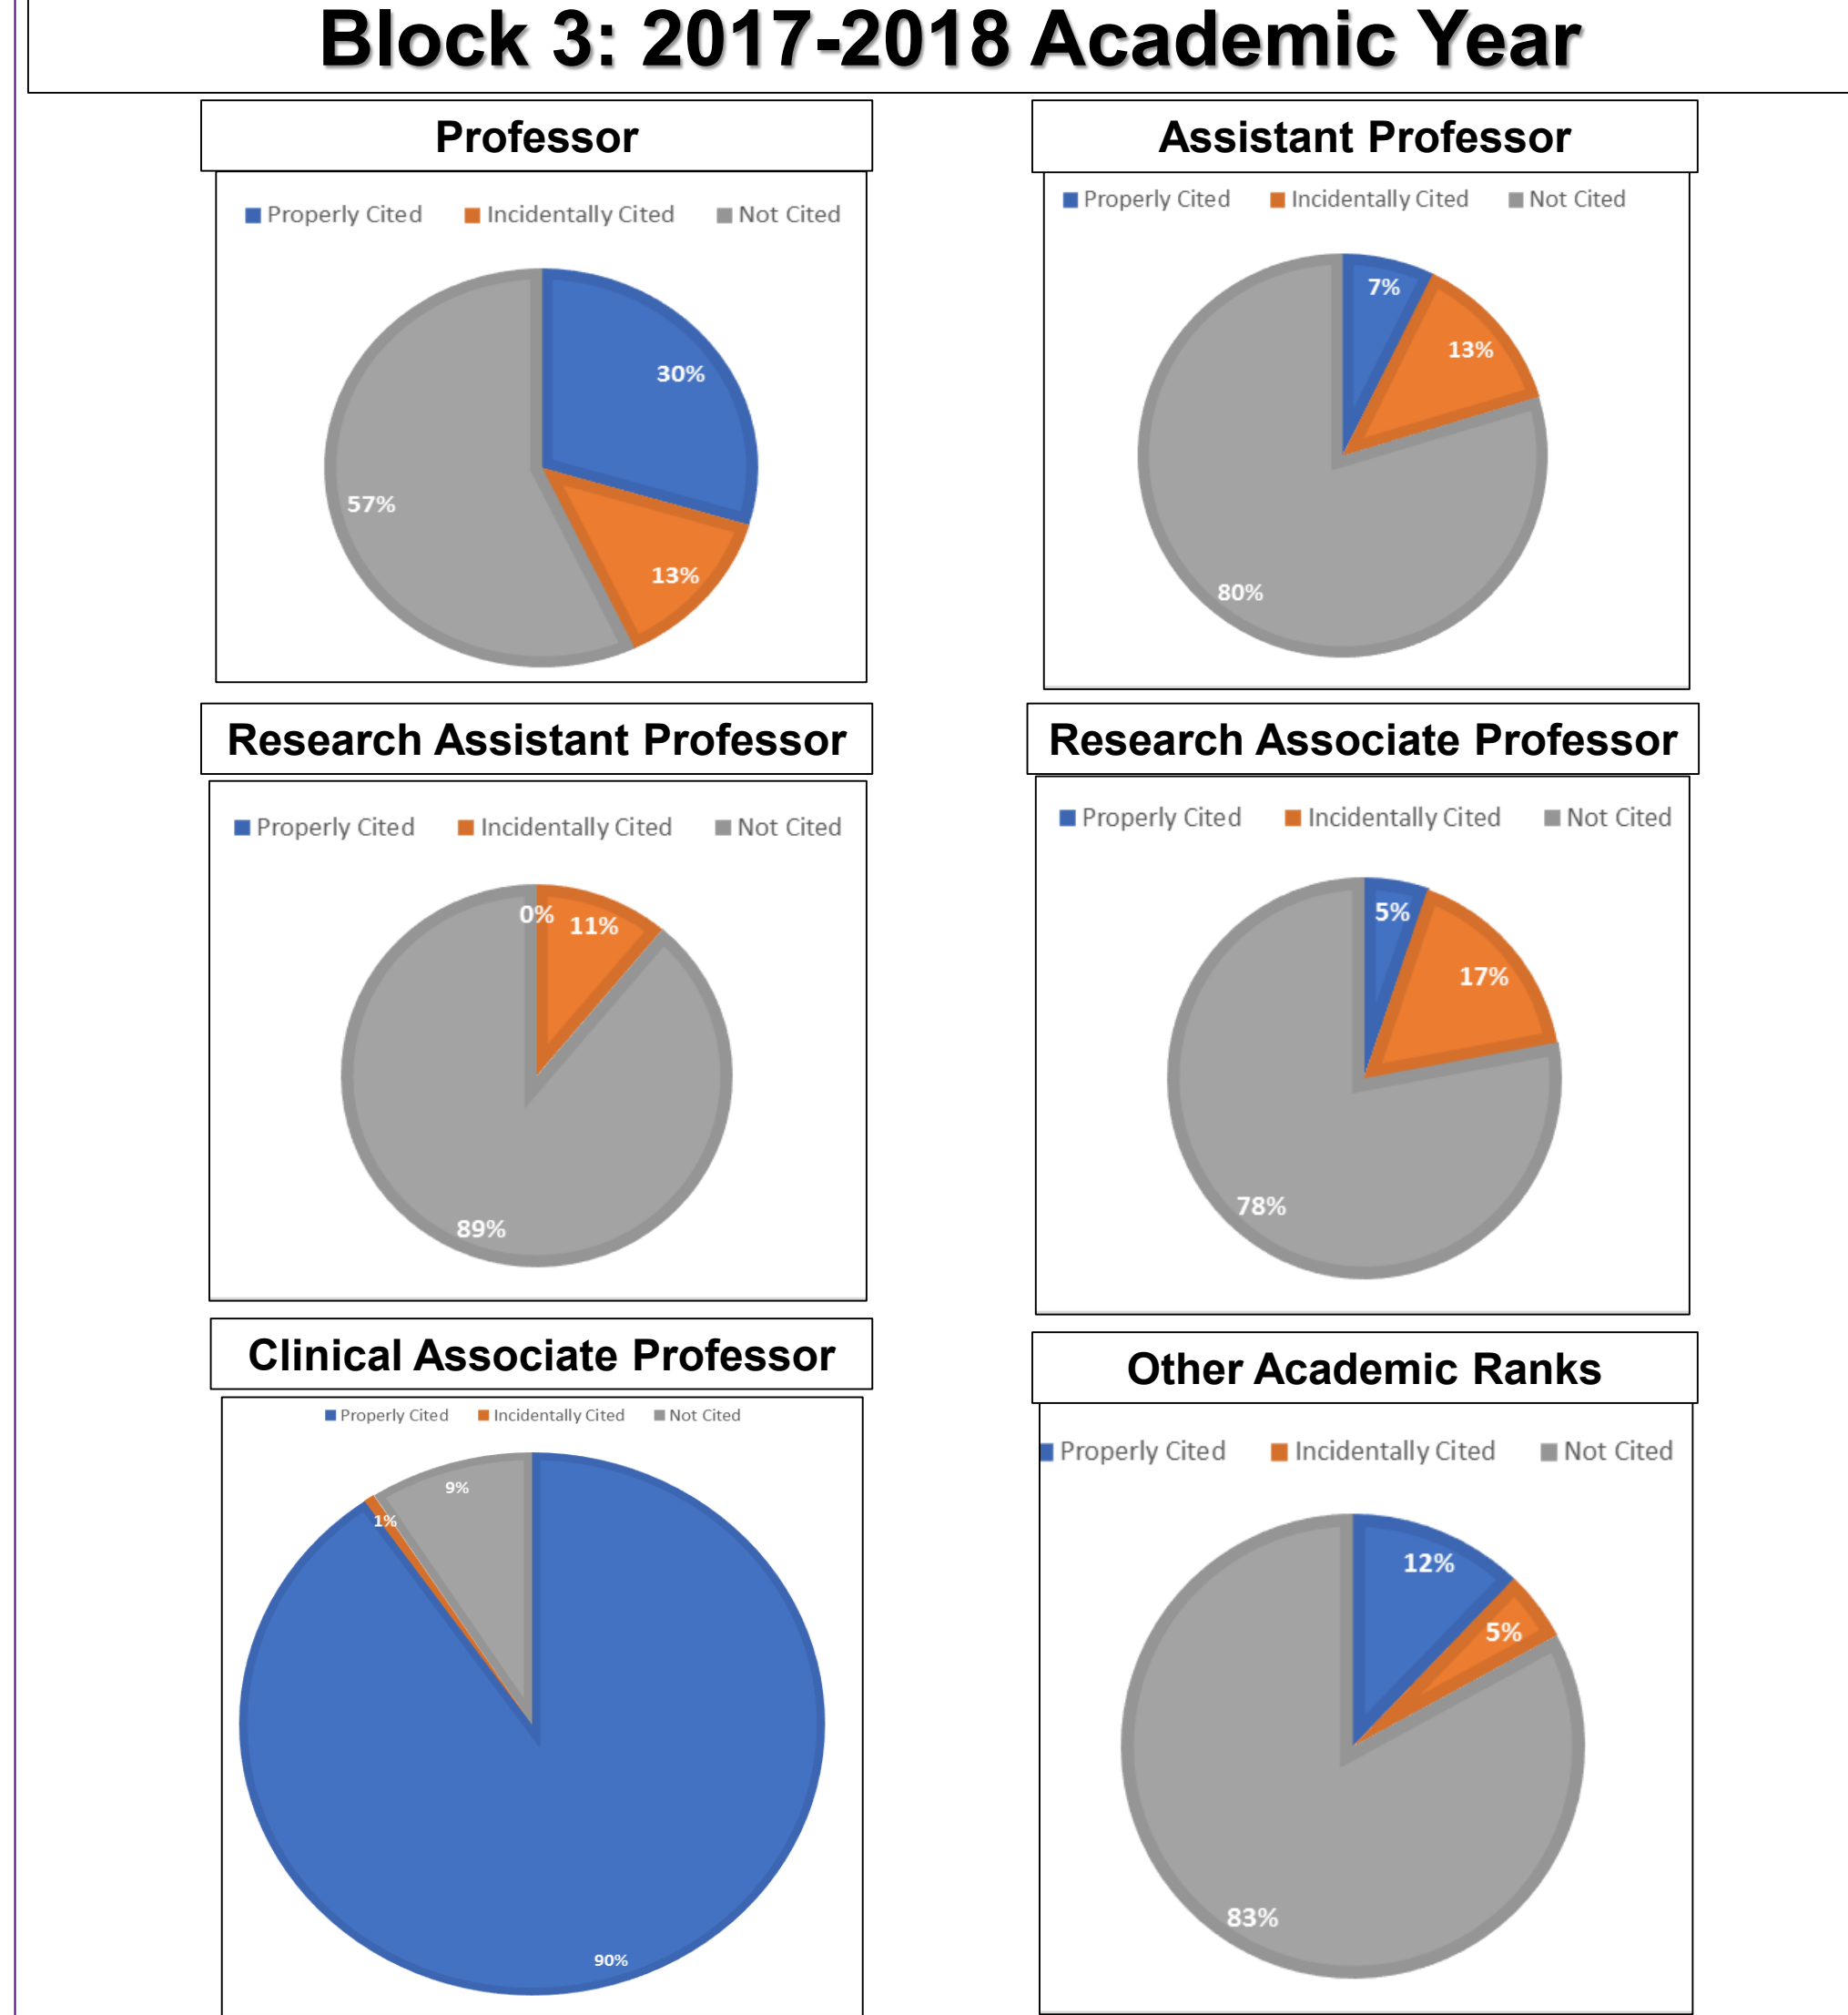 Block 3: 2017-2018 Academic Year
Professor
Properly Cited Incidentally Cited Not Cited
30%
57%
13%
Assistant Professor
Properly Cited Incidentally Cited Not Cited
7%
13%
80%
Research Assistant Professor
Properly Cited Incidentally Cited Not Cited
0% 11%
89%
Research Associate Professor
Properly Cited Incidentally Cited Not Cited
5%
17%
78%
Clinical Associate Professor
Properly Cited Incidentally Cited Not Cited
9%
1%
90%
Other Academic Ranks
Properly Cited Incidentally Cited Not Cited
12%
5%
83%